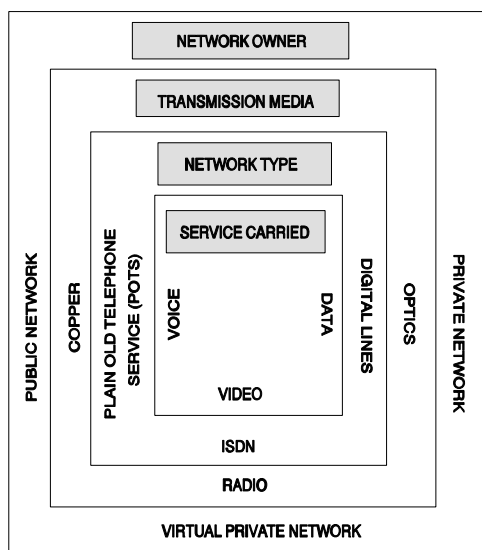 NETWORK OWNER
TRANSMISSION MEDIA
NETWORK TYPE
SERVICE CARRIED
PUBLIC NETWORK
COPPER
PLAIN OLD TELEPHONE
SERVICE (POTS)
VOICE
DATA
DIGITAL LINES
OPTICS
PRIVATE NETWORK
VIDEO
ISDN
RADIO
VIRTUAL PRIVATE NETWORK